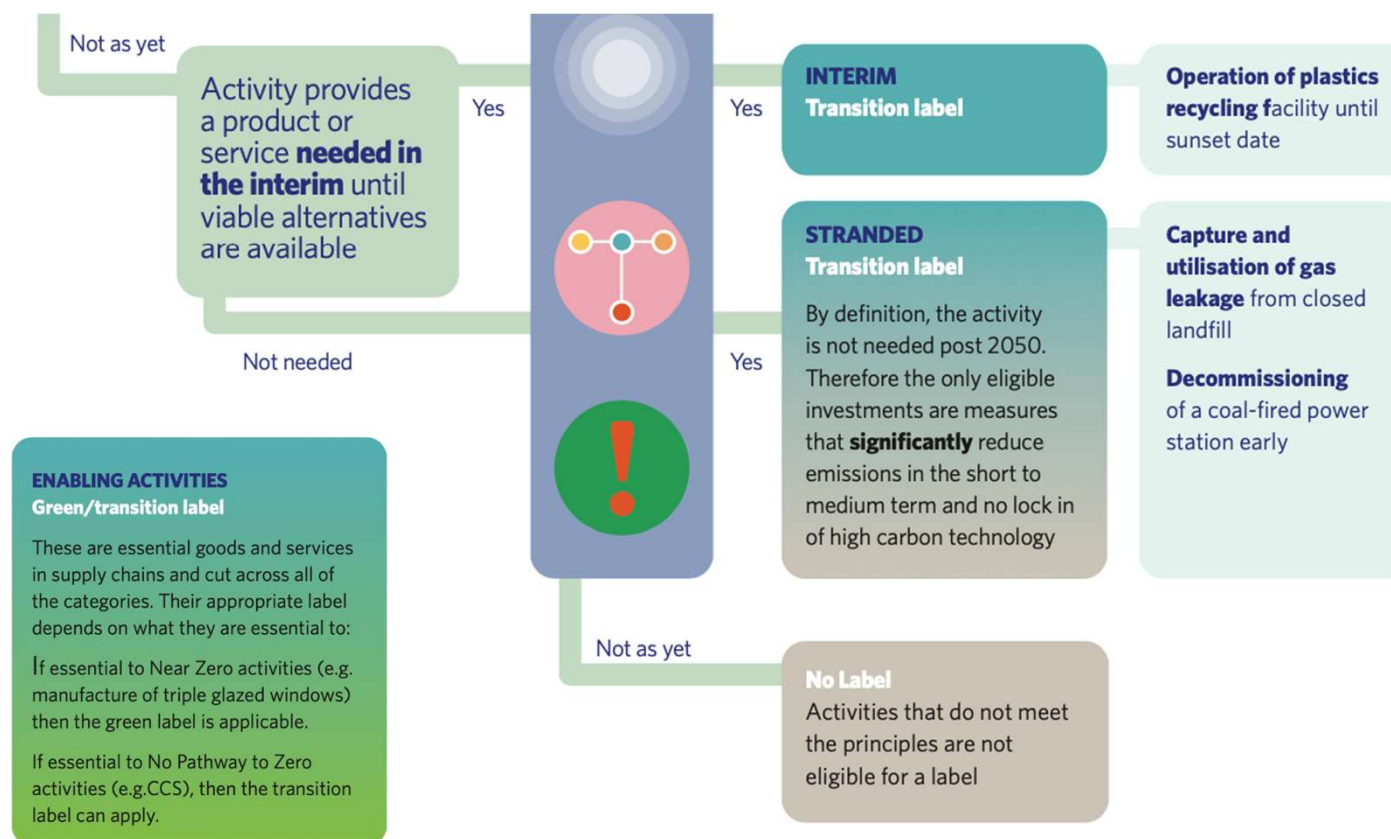 Not as yet
Activity provides
a product or
service needed in
the interim until
viable alternatives
are available
Yes
Yes
INTERIM
Transition label
Operation of plastics
recycling facility until
sunset date
Not needed
Yes
STRANDED
Transition label
By definition, the activity
is not needed post 2050.
Therefore the only eligible
investments are measures
that significantly reduce
emissions in the short to
medium term and no lock in
of high carbon technology
Capture and
utilisation of gas
leakage from closed
landfill
Decommissioning
of a coal-fired power
station early
ENABLING ACTIVITIES
Green/transition label
These are essential goods and services
in supply chains and cut across all of
the categories. Their appropriate label
depends on what they are essential to:
If essential to Near Zero activities (e.g.
manufacture of triple glazed windows)
then the green label is applicable.
If essential to No Pathway to Zero
activities (e.g.CCS), then the transition
label can apply.
Not as yet
No Label
Activities that do not meet
the principles are not
eligible for a label